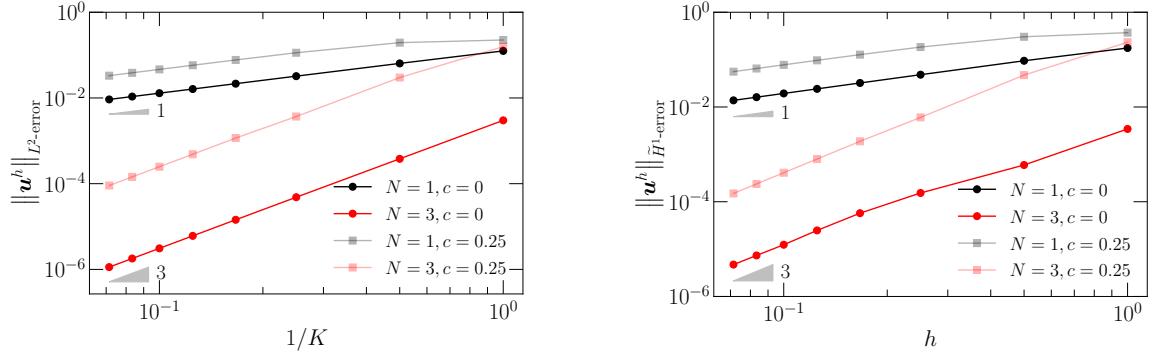 10^0
10^{-2}
10^{-4}
10^{-6}
||u^h||_{L^2-error}
1
3
N = 1, c = 0
N = 3, c = 0
N = 1, c = 0.25
N = 3, c = 0.25
10^{-1}
10^0
1/K
10^0
10^{-2}
10^{-4}
10^{-6}
||u^h||_{\widetilde{H}^1-error}
1
3
N = 1, c = 0
N = 3, c = 0
N = 1, c = 0.25
N = 3, c = 0.25
10^{-1}
10^0
h